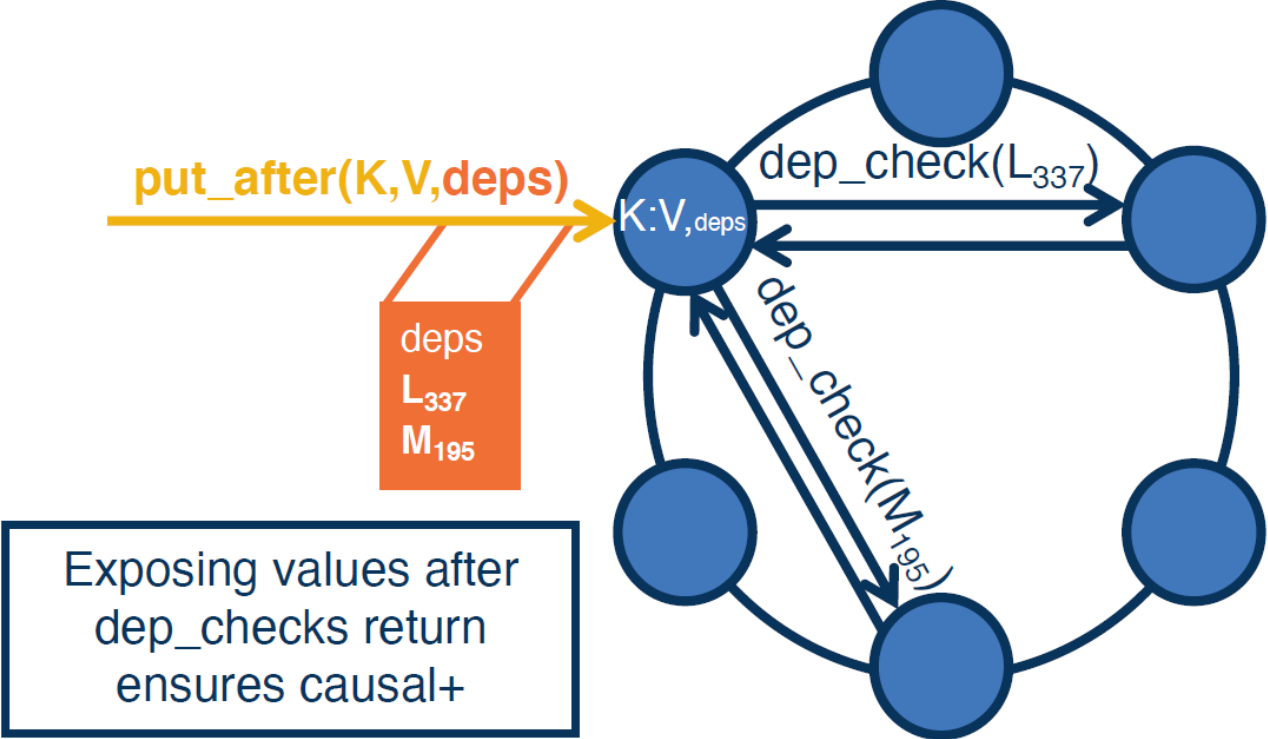 put_after(K,V,deps)
K:V,deps
dep_check(L₃₃₇)
dep_check(M₁₉₅)
deps
L₃₃₇
M₁₉₅
Exposing values after
dep_checks return
ensures causal+